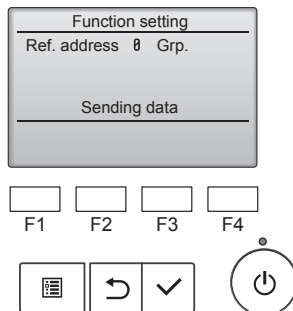 Function setting
Ref. address 0 Grp.
Sending data
F1 F2 F3 F4